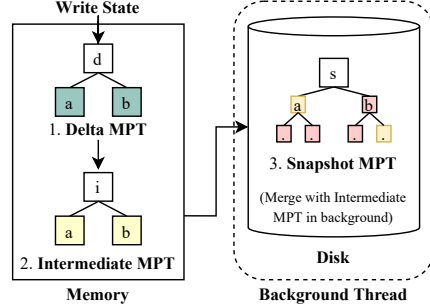 Write State
d
a b
1. Delta MPT
i
a b
2. Intermediate MPT
Memory
s
a b
. . . .
3. Snapshot MPT
(Merge with Intermediate
MPT in background)
Disk
Background Thread